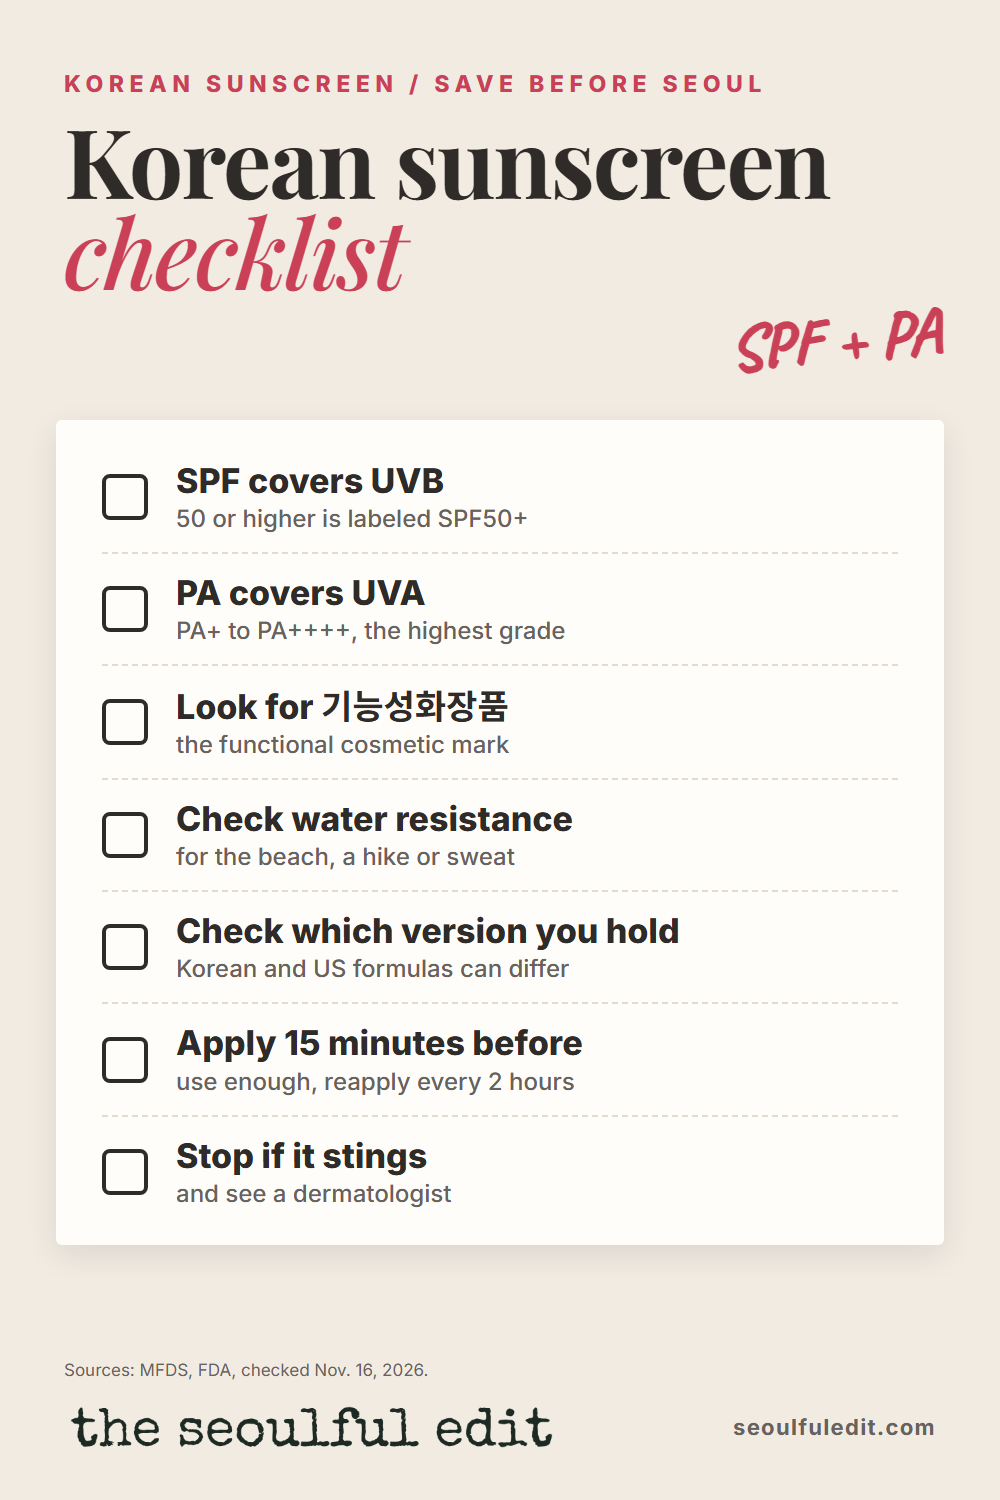 KOREAN SUNSCREEN / SAVE BEFORE SEOUL
Korean sunscreen
checklist
SPF + PA
SPF covers UVB
50 or higher is labeled SPF50+
PA covers UVA
PA+ to PA++++, the highest grade
Look for 기능성화장품
the functional cosmetic mark
Check water resistance
for the beach, a hike or sweat
Check which version you hold
Korean and US formulas can differ
Apply 15 minutes before
use enough, reapply every 2 hours
Stop if it stings
and see a dermatologist
Sources: MFDS, FDA, checked Nov. 16, 2026.
the seoulful edit
seoulfuledit.com